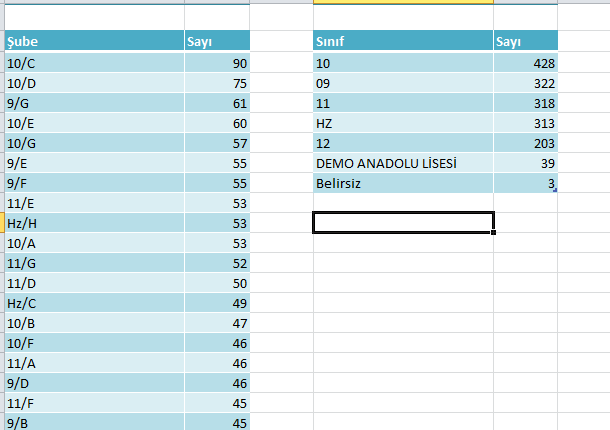 Şube Sayı
10/C 90
10/D 75
9/G 61
10/E 60
10/G 57
9/E 55
9/F 55
11/E 53
Hz/H 53
10/A 53
11/G 52
11/D 50
Hz/C 49
10/B 47
10/F 46
11/A 46
9/D 46
11/F 45
9/B 45
Sınıf Sayı
10 428
09 322
11 318
HZ 313
12 203
DEMO ANADOLU LİSESİ 39
Belirsiz 3